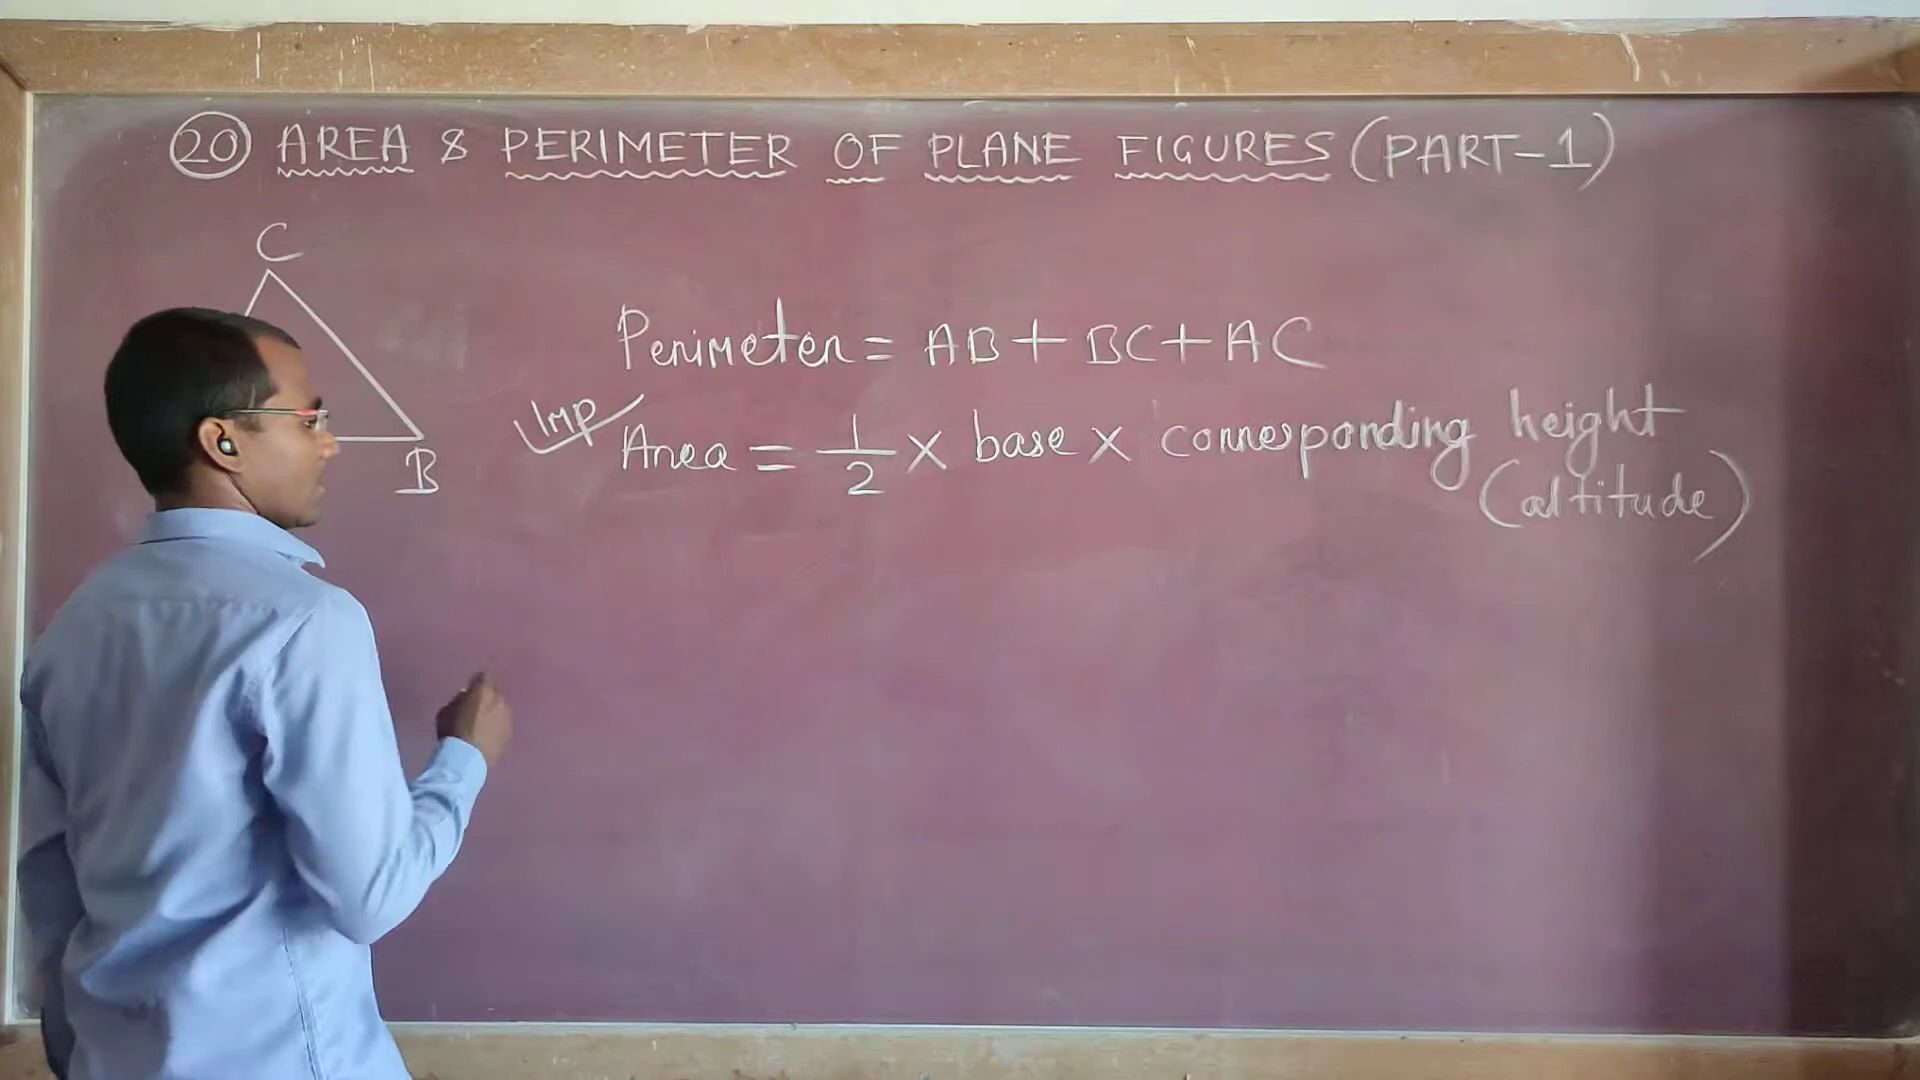 20 AREA & PERIMETER OF PLANE FIGURES (PART-1)
C
B
Perimeter = AB + BC + AC
Imp
Area = 1/2 × base × corresponding height
(altitude)